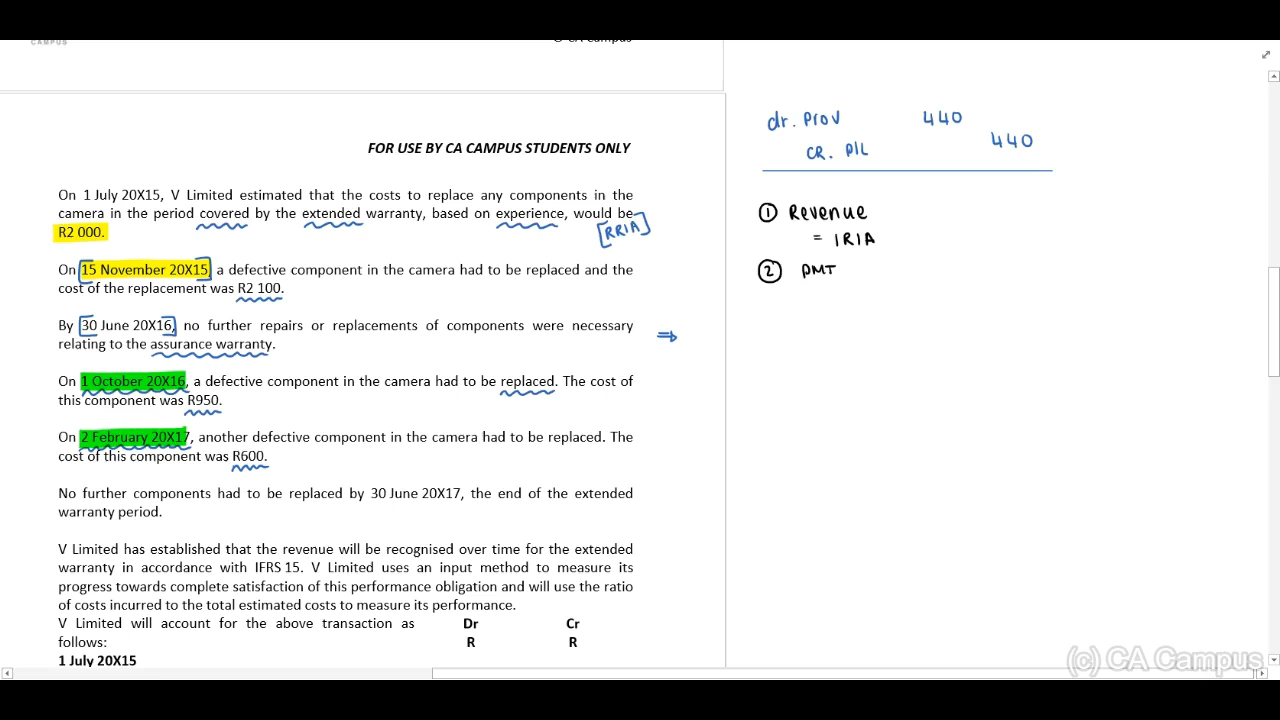 CAMPUS
© CA Campus
FOR USE BY CA CAMPUS STUDENTS ONLY
On 1 July 20X15, V Limited estimated that the costs to replace any components in the
camera in the period covered by the extended warranty, based on experience, would be
R2 000.
[RRIA]
On 15 November 20X15, a defective component in the camera had to be replaced and the
cost of the replacement was R2 100.
By 30 June 20X16, no further repairs or replacements of components were necessary
relating to the assurance warranty.
⇒
On 1 October 20X16, a defective component in the camera had to be replaced. The cost of
this component was R950.
On 2 February 20X17, another defective component in the camera had to be replaced. The
cost of this component was R600.
No further components had to be replaced by 30 June 20X17, the end of the extended
warranty period.
V Limited has established that the revenue will be recognised over time for the extended
warranty in accordance with IFRS 15. V Limited uses an input method to measure its
progress towards complete satisfaction of this performance obligation and will use the ratio
of costs incurred to the total estimated costs to measure its performance.
V Limited will account for the above transaction as Dr Cr
follows: R R
1 July 20X15
dr. Prov 440
CR. P/L 440
① Revenue
= IRIA
② PMT
(c) CA Campus